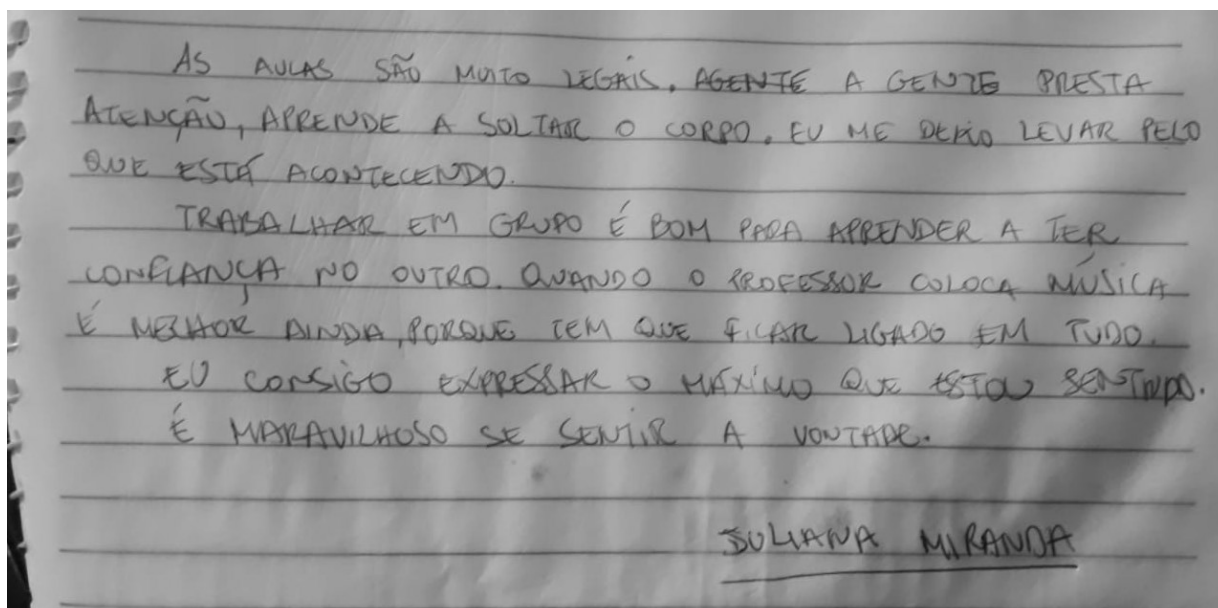 AS AULAS SÃO MUITO LEGAIS. AGENTE A GENTE PRESTA
ATENÇÃO, APRENDE A SOLTAR O CORPO. EU ME DEIXO LEVAR PELO
QUE ESTÁ ACONTECENDO.
TRABALHAR EM GRUPO É BOM PARA APRENDER A TER
CONFIANÇA NO OUTRO. QUANDO O PROFESSOR COLOCA MÚSICA
É MELHOR AINDA, PORQUE TEM QUE FICAR LIGADO EM TUDO.
EU CONSIGO EXPRESSAR O MÁXIMO QUE ESTOU SENTINDO.
É MARAVILHOSO SE SENTIR A VONTADE.
JULIANA MIRANDA